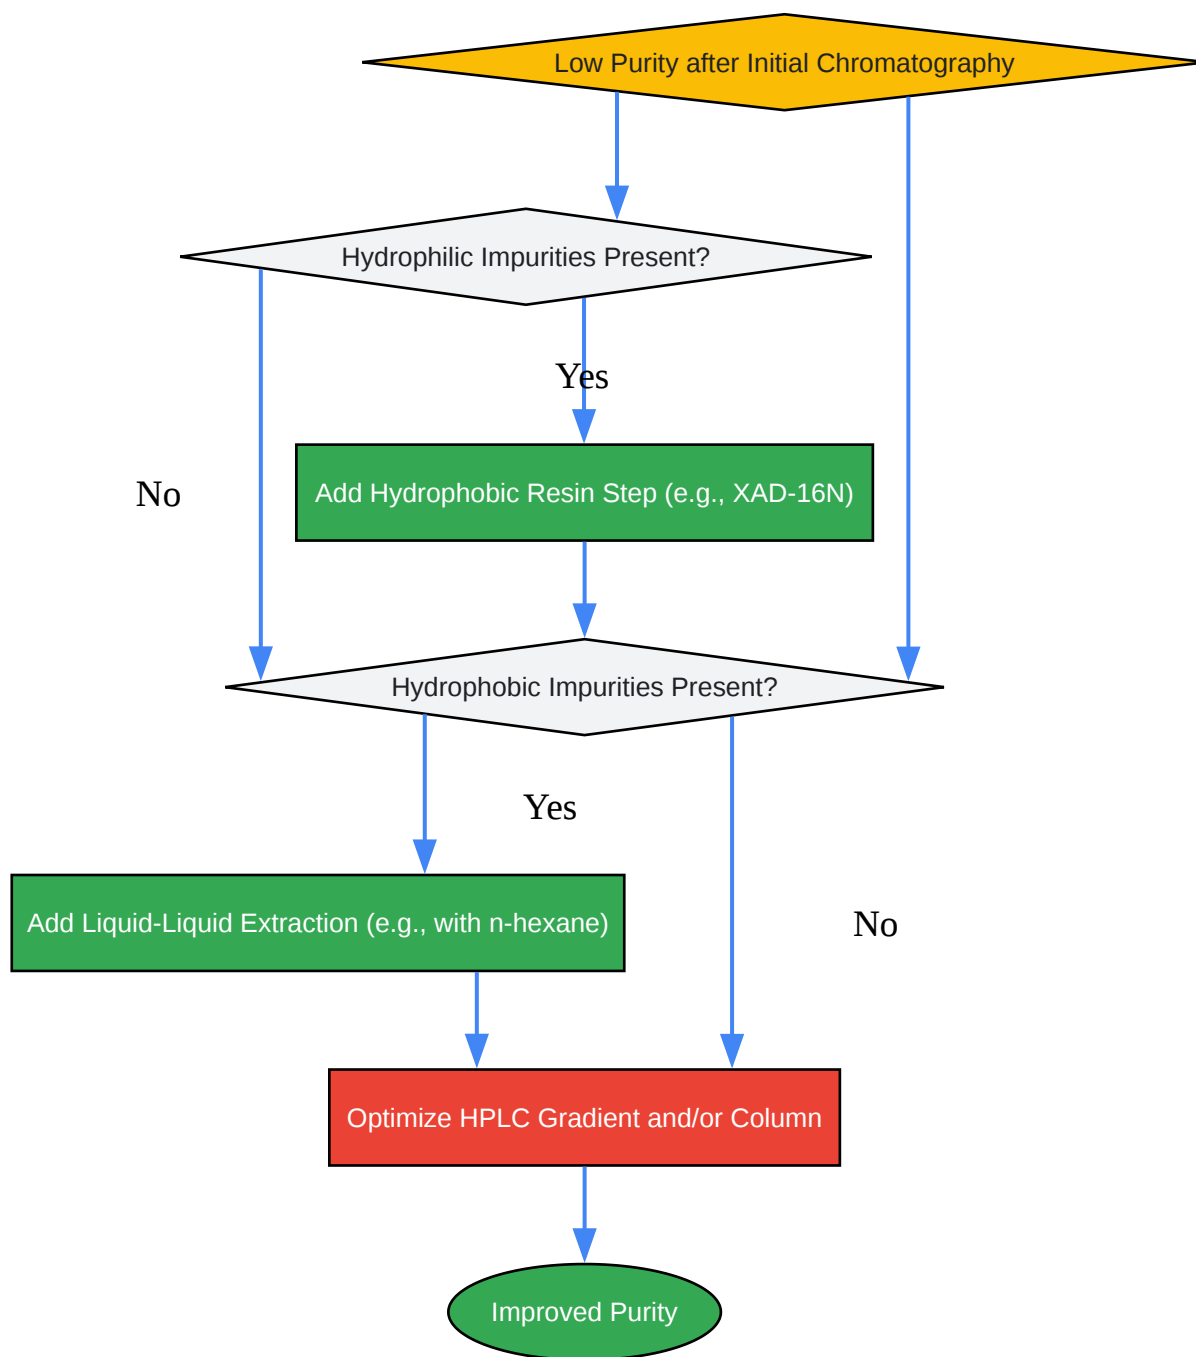 Low Purity after Initial Chromatography
Hydrophilic Impurities Present?
Yes
No
Add Hydrophobic Resin Step (e.g., XAD-16N)
Hydrophobic Impurities Present?
Yes
Add Liquid-Liquid Extraction (e.g., with n-hexane)
No
Optimize HPLC Gradient and/or Column
Improved Purity